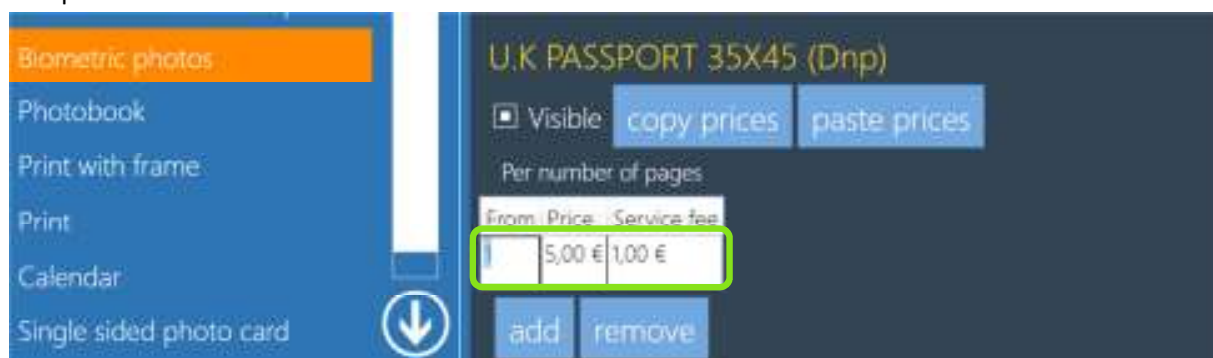 Biometric photos
Photobook
Print with frame
Print
Calendar
Single sided photo card
U.K PASSPORT 35X45 (Dnp)
Visible copy prices paste prices
Per number of pages
From Price Service fee
1 5,00 € 1,00 €
add remove